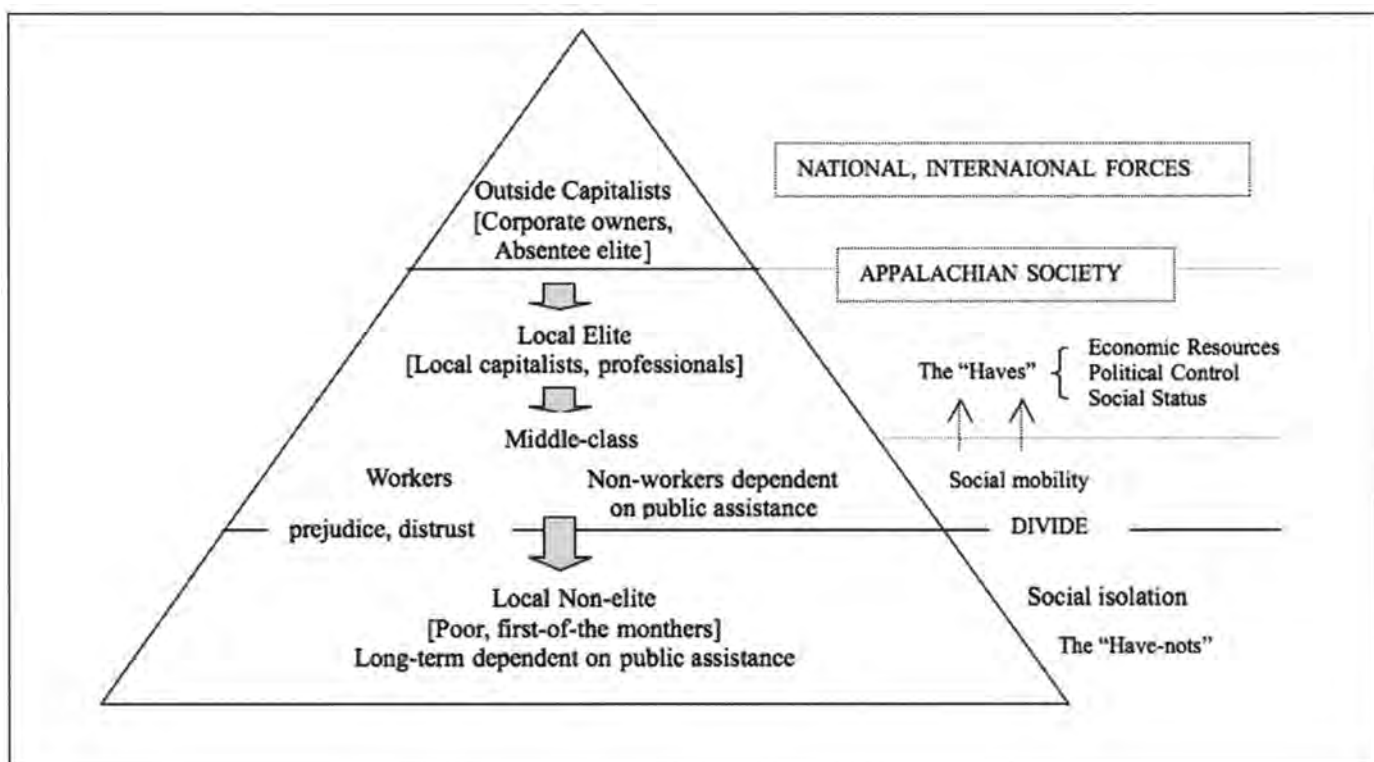 Outside Capitalists
[Corporate owners,
Absentee elite]
NATIONAL, INTERNAIONAL FORCES
APPALACHIAN SOCIETY
Local Elite
[Local capitalists, professionals]
The “Haves”
Economic Resources
Political Control
Social Status
Middle-class
Workers
Non-workers dependent
on public assistance
Social mobility
prejudice, distrust
DIVIDE
Local Non-elite
[Poor, first-of-the monthers]
Long-term dependent on public assistance
Social isolation
The “Have-nots”